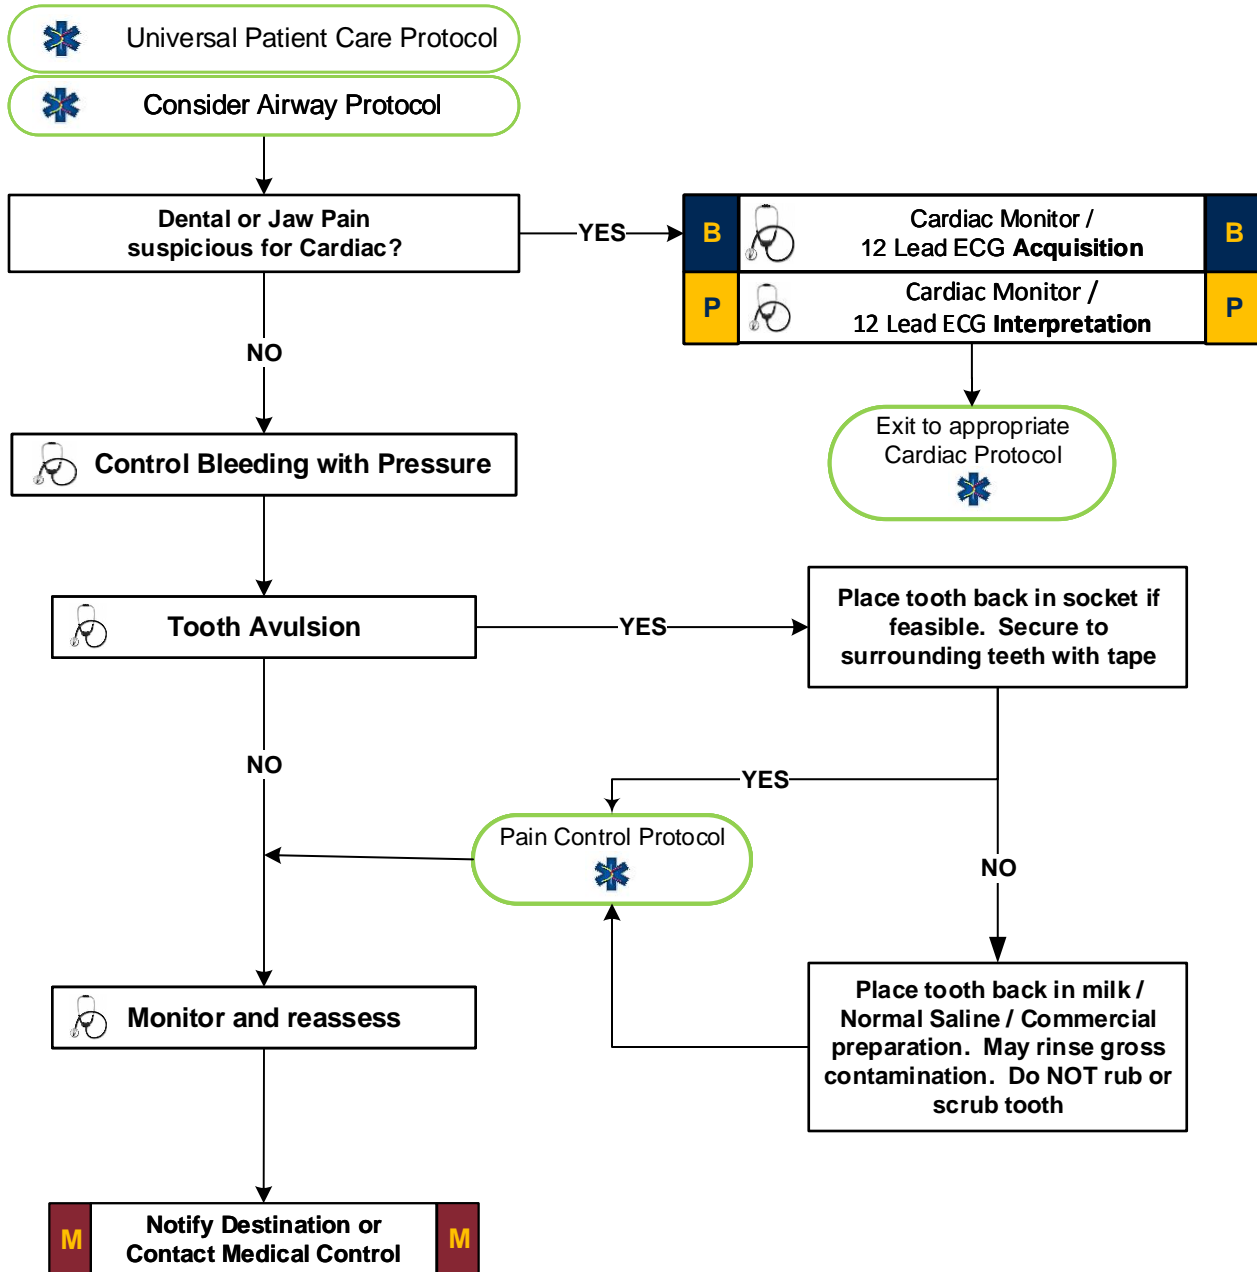 Universal Patient Care Protocol
Consider Airway Protocol
Dental or Jaw Pain
suspicious for Cardiac?
YES
B
Cardiac Monitor /
12 Lead ECG Acquisition
B
P
Cardiac Monitor /
12 Lead ECG Interpretation
P
NO
Exit to appropriate
Cardiac Protocol
Control Bleeding with Pressure
Tooth Avulsion
YES
Place tooth back in socket if
feasible. Secure to
surrounding teeth with tape
NO
YES
Pain Control Protocol
NO
Place tooth back in milk /
Normal Saline / Commercial
preparation. May rinse gross
contamination. Do NOT rub or
scrub tooth
Monitor and reassess
M
Notify Destination or
Contact Medical Control
M